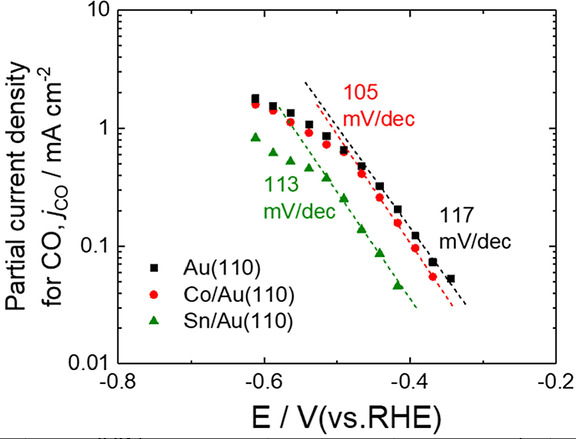 Partial current density
for CO, jCO / mA cm-2
10
1
0.1
0.01
105
mV/dec
113
mV/dec
117
mV/dec
Au(110)
Co/Au(110)
Sn/Au(110)
-0.8
-0.6
-0.4
-0.2
E / V(vs.RHE)